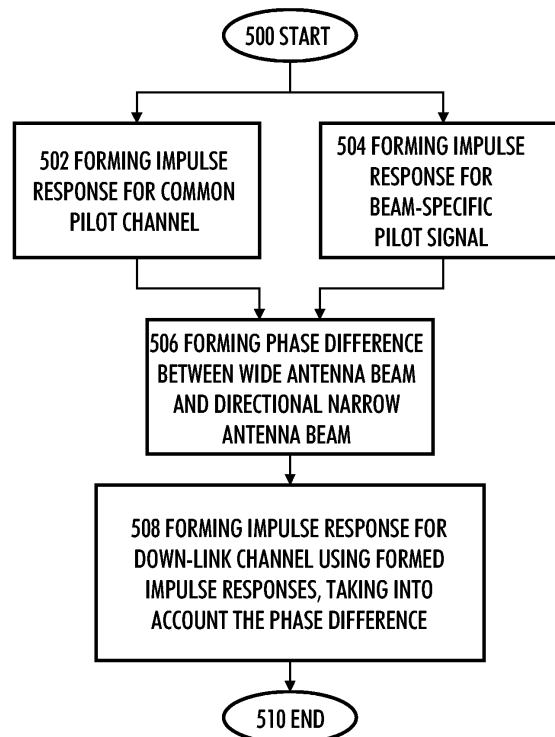 500 START
502 FORMING IMPULSE
RESPONSE FOR COMMON
PILOT CHANNEL
504 FORMING IMPULSE
RESPONSE FOR
BEAM-SPECIFIC
PILOT SIGNAL
506 FORMING PHASE DIFFERENCE
BETWEEN WIDE ANTENNA BEAM
AND DIRECTIONAL NARROW
ANTENNA BEAM
508 FORMING IMPULSE RESPONSE FOR
DOWN-LINK CHANNEL USING FORMED
IMPULSE RESPONSES, TAKING INTO
ACCOUNT THE PHASE DIFFERENCE
510 END